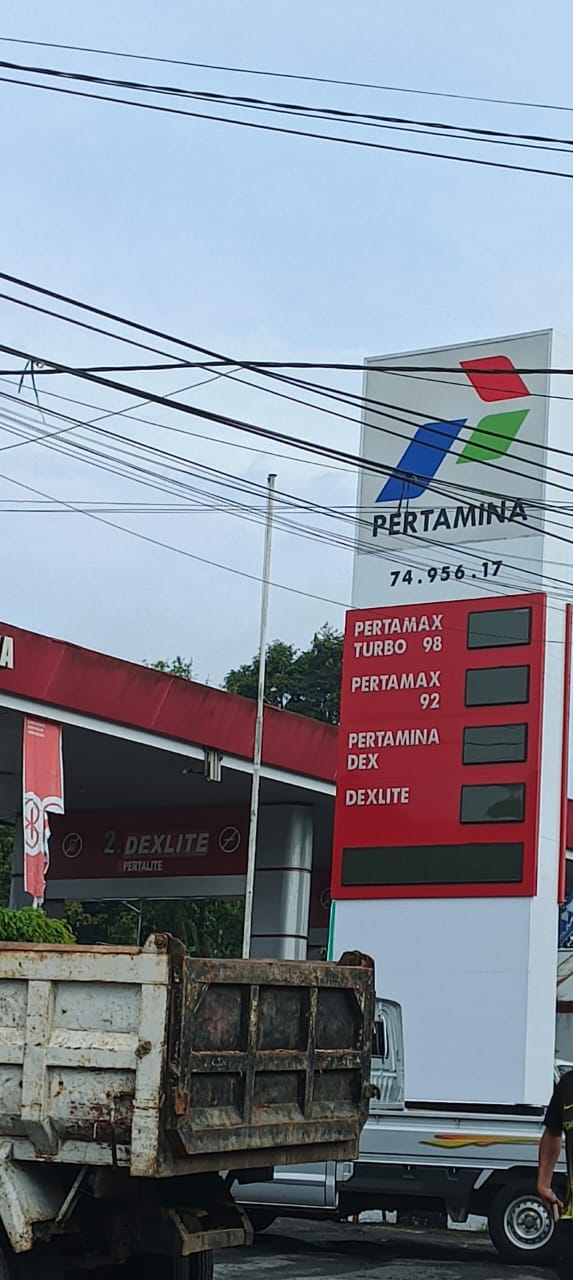 PERTAMINA
74.956.17
PERTAMAX
TURBO 98
PERTAMAX
92
PERTAMINA
DEX
DEXLITE
2. DEXLITE
PERTALITE